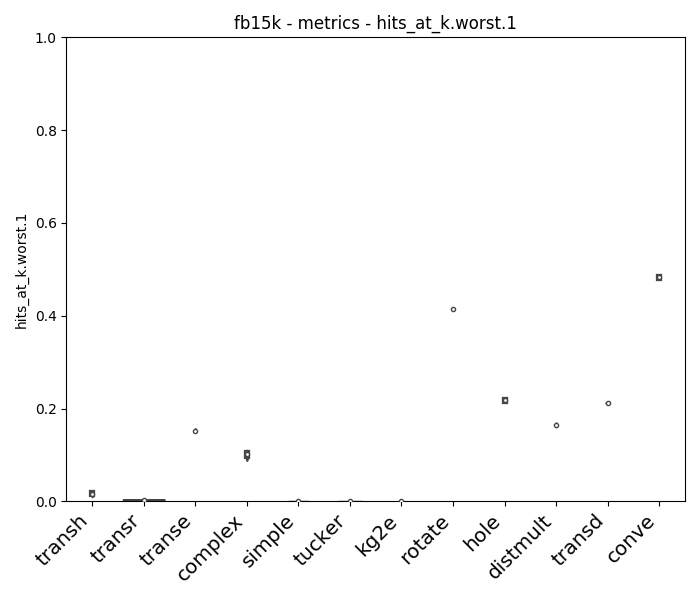 fb15k - metrics - hits_at_k.worst.1
1.0
0.8
0.6
0.4
0.2
0.0
hits_at_k.worst.1
transh
transr
transe
complex
simple
tucker
kg2e
rotate
hole
distmult
transd
conve